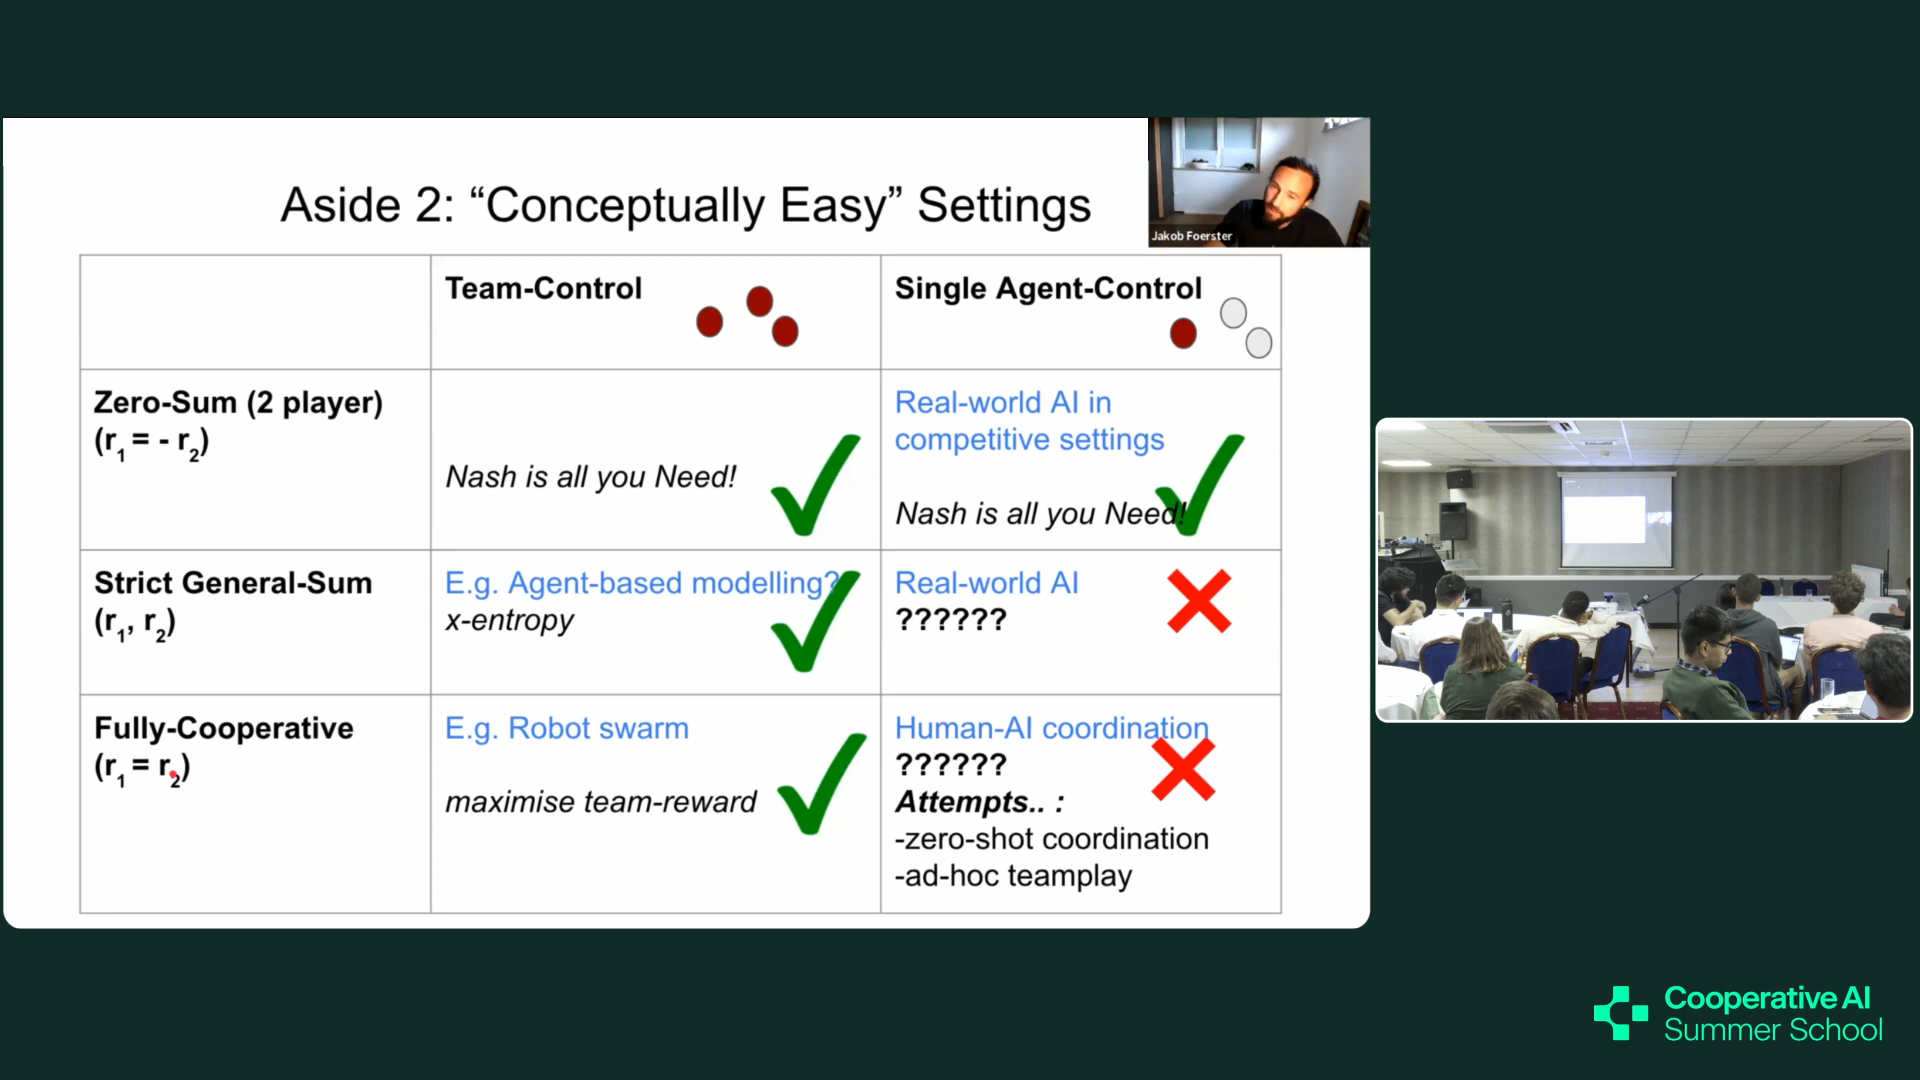 Aside 2: “Conceptually Easy” Settings
Jakob Foerster
Team-Control
Single Agent-Control
Zero-Sum (2 player)
(r1 = - r2)
Nash is all you Need!
Real-world AI in
competitive settings
Nash is all you Need!
Strict General-Sum
(r1, r2)
E.g. Agent-based modelling?
x-entropy
Real-world AI
??????
Fully-Cooperative
(r1 = r2)
E.g. Robot swarm
maximise team-reward
Human-AI coordination
??????
Attempts.. :
-zero-shot coordination
-ad-hoc teamplay
Cooperative AI
Summer School